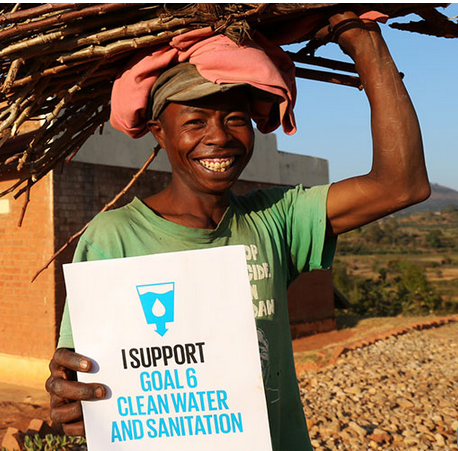 I SUPPORT
GOAL 6
CLEAN WATER
AND SANITATION